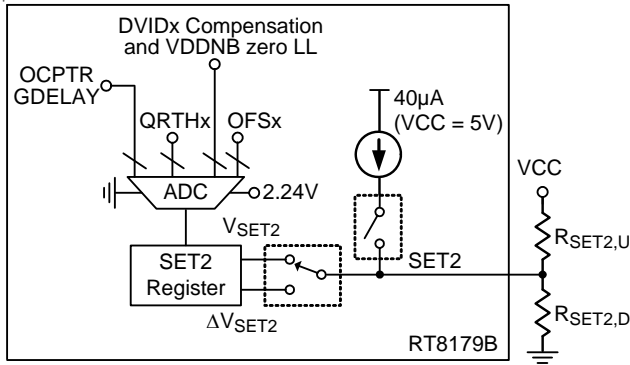 DVIDx Compensation
and VDDNB zero LL
OCPTR
GDELAY
QRTHx
OFSx
40µA
(VCC = 5V)
VCC
ADC
2.24V
VSET2
SET2
Register
SET2
RSET2,U
ΔVSET2
RSET2,D
RT8179B